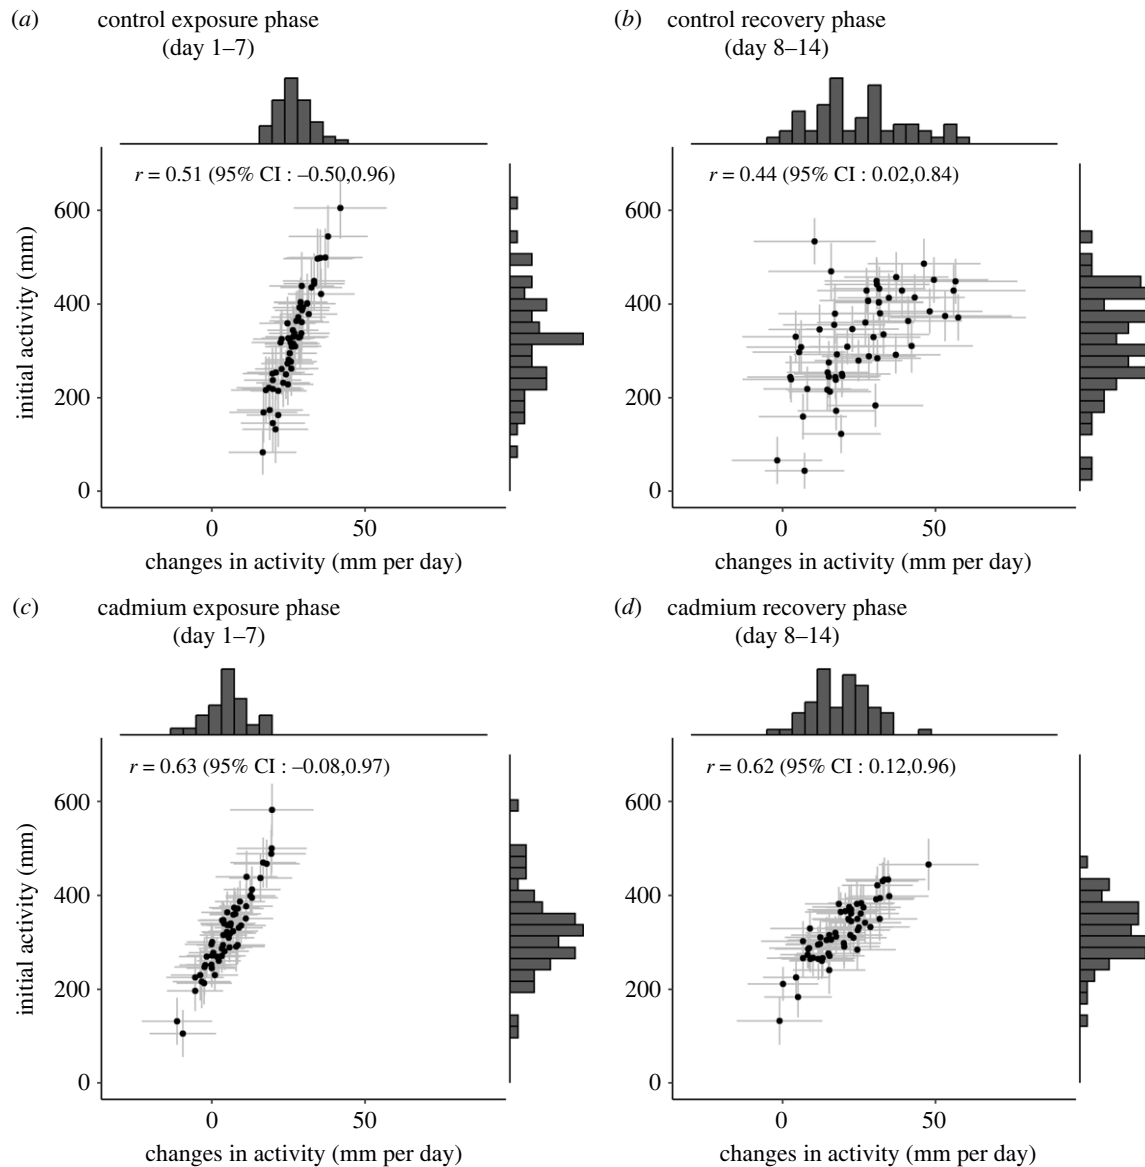 (a) control exposure phase
(day 1–7)
r = 0.51 (95% CI : –0.50,0.96)
600
400
200
0
initial activity (mm)
0 50
changes in activity (mm per day)
(b) control recovery phase
(day 8–14)
r = 0.44 (95% CI : 0.02,0.84)
600
400
200
0
0 50
changes in activity (mm per day)
(c) cadmium exposure phase
(day 1–7)
r = 0.63 (95% CI : –0.08,0.97)
600
400
200
0
initial activity (mm)
0 50
changes in activity (mm per day)
(d) cadmium recovery phase
(day 8–14)
r = 0.62 (95% CI : 0.12,0.96)
600
400
200
0
0 50
changes in activity (mm per day)